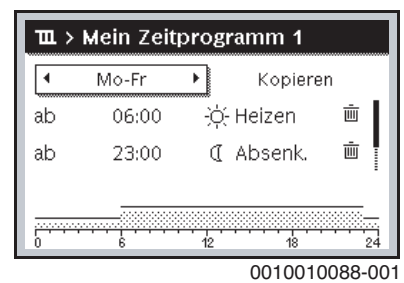 > Mein Zeitprogramm 1
Mo-Fr Kopieren
ab 06:00 Heizen
ab 23:00 Absenk.
0 6 12 18 24
0010010088-001